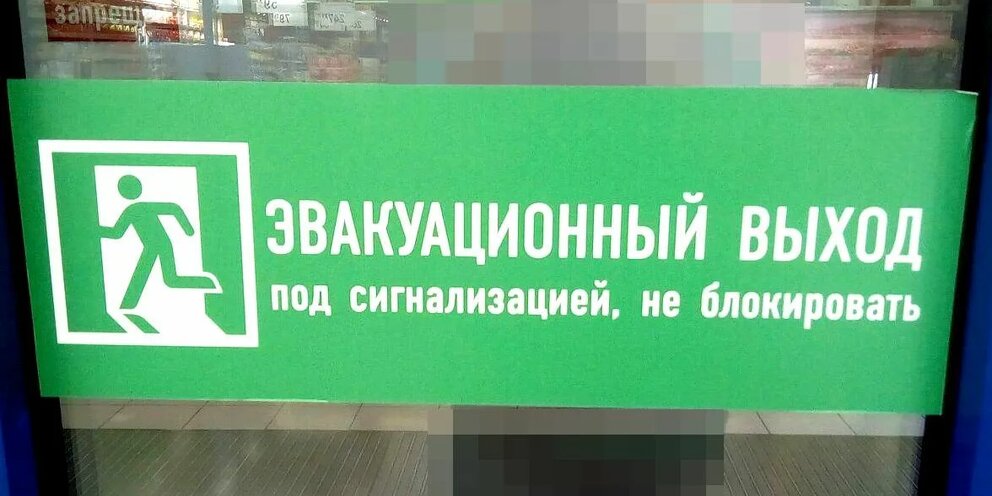 ЭВАКУАЦИОННЫЙ ВЫХОД
под сигнализацией, не блокировать